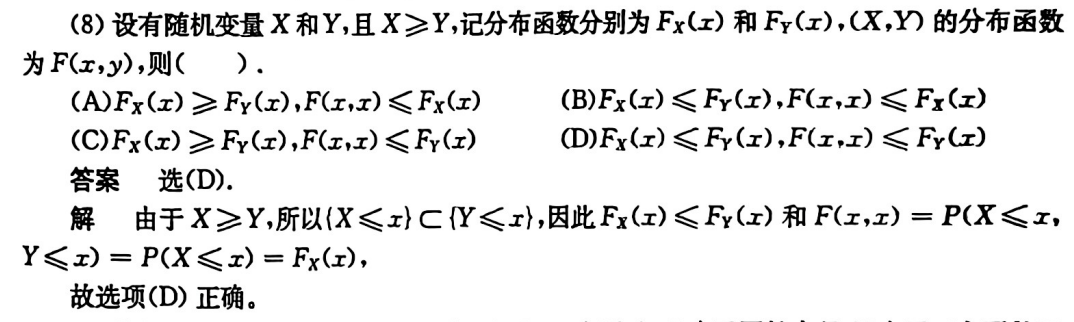 (8) 设有随机变量 X 和 Y,且 X⩾Y,记分布函数分别为 F_X(x) 和 F_Y(x),(X,Y) 的分布函数
为 F(x,y),则(　　).
(A)F_X(x) ⩾ F_Y(x),F(x,x) ⩽ F_X(x)　　(B)F_X(x) ⩽ F_Y(x),F(x,x) ⩽ F_X(x)
(C)F_X(x) ⩾ F_Y(x),F(x,x) ⩽ F_Y(x)　　(D)F_X(x) ⩽ F_Y(x),F(x,x) ⩽ F_Y(x)
答案　选(D).
解　由于 X⩾Y,所以{X⩽x}⊂{Y⩽x},因此 F_X(x) ⩽ F_Y(x) 和 F(x,x) = P(X⩽x,
Y⩽x) = P(X⩽x) = F_X(x),
故选项(D) 正确。